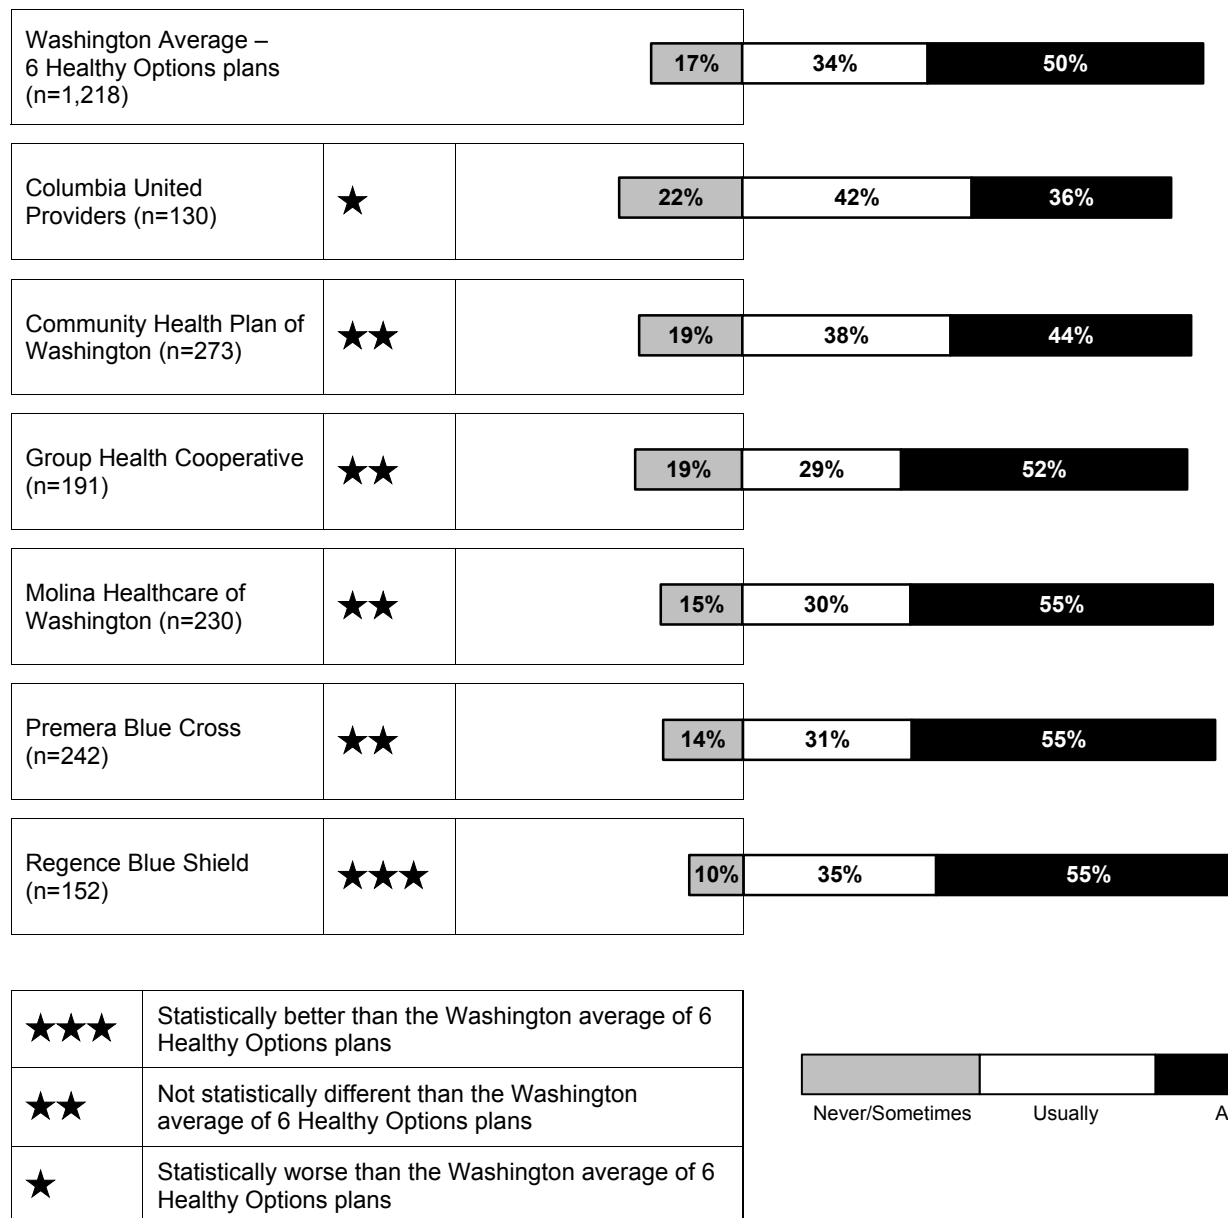 Washington Average –
6 Healthy Options plans
(n=1,218)
17% 34% 50%
Columbia United
Providers (n=130)
★
22% 42% 36%
Community Health Plan of
Washington (n=273)
★★
19% 38% 44%
Group Health Cooperative
(n=191)
★★
19% 29% 52%
Molina Healthcare of
Washington (n=230)
★★
15% 30% 55%
Premera Blue Cross
(n=242)
★★
14% 31% 55%
Regence Blue Shield
(n=152)
★★★
10% 35% 55%
★★★
Statistically better than the Washington average of 6
Healthy Options plans
★★
Not statistically different than the Washington
average of 6 Healthy Options plans
★
Statistically worse than the Washington average of 6
Healthy Options plans
Never/Sometimes Usually